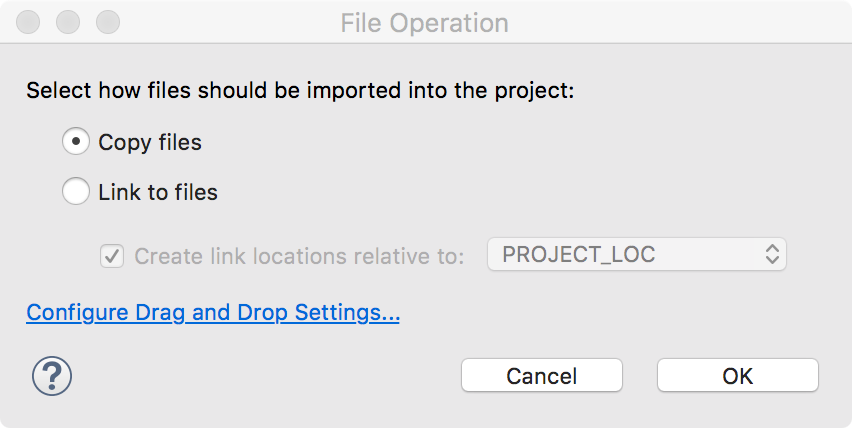 File Operation
Select how files should be imported into the project:
Copy files
Link to files
Create link locations relative to: PROJECT_LOC
Configure Drag and Drop Settings...
? Cancel OK